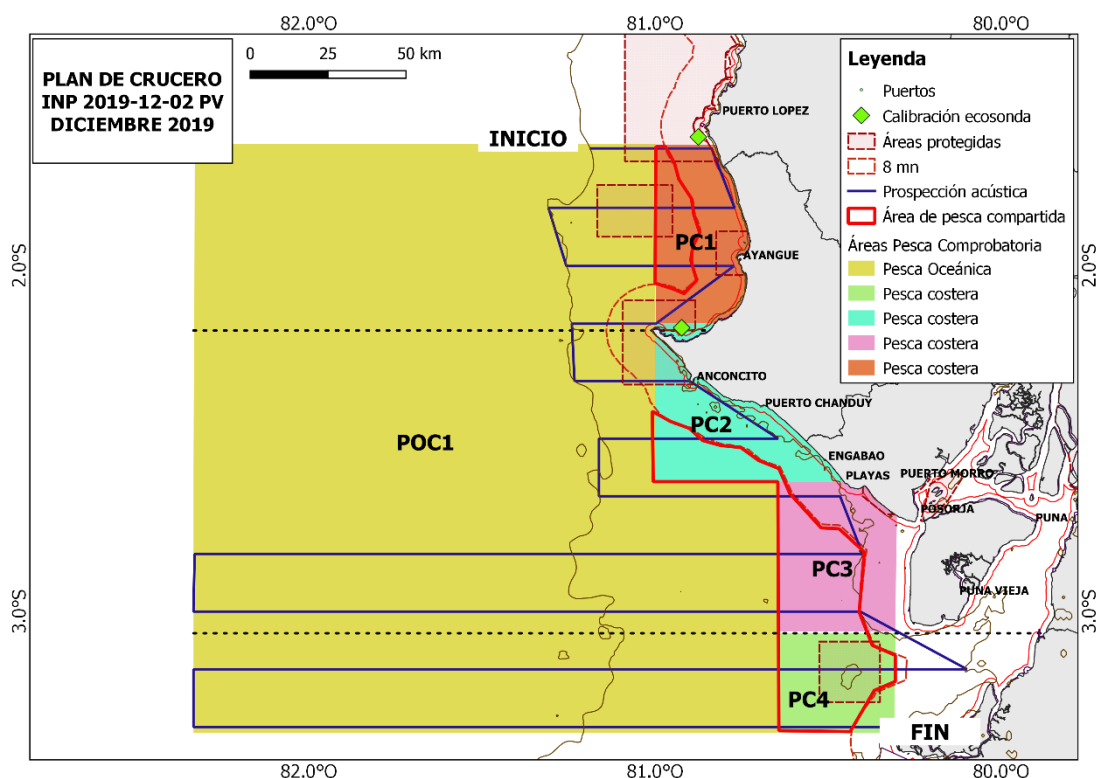 82.0°O
81.0°O
80.0°O
PLAN DE CRUCERO
INP 2019-12-02 PV
DICIEMBRE 2019
0 25 50 km
INICIO
PUERTO LOPEZ
Leyenda
Puertos
Calibración ecosonda
Áreas protegidas
8 mn
Prospección acústica
Área de pesca compartida
Áreas Pesca Comprobatoria
Pesca Oceánica
Pesca costera
Pesca costera
Pesca costera
Pesca costera
2.0°S
2.0°S
PC1
AYANGUE
ANCONCITO
PUERTO CHANDUY
PC2
POC1
ENGABAO
PLAYAS
PUERTO MORRO
POSORJA
PUNA
PC3
PUNA VIEJA
3.0°S
3.0°S
PC4
FIN
82.0°O
81.0°O
80.0°O